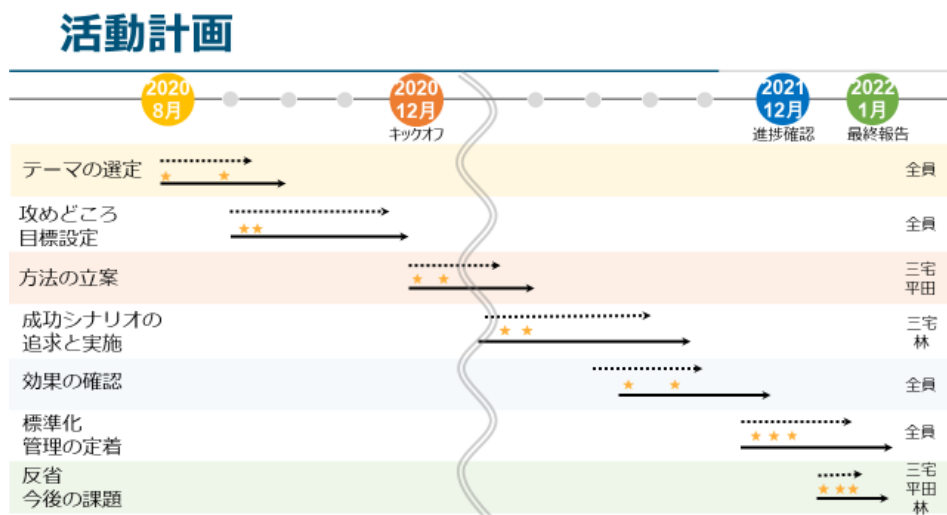 活動計画
2020
8月
2020
12月
2021
12月
2022
1月
キックオフ
進捗確認
最終報告
テーマの選定
全員
攻めどころ
目標設定
全員
方法の立案
三宅
平田
成功シナリオの
追求と実施
三宅
林
効果の確認
全員
標準化
管理の定着
全員
反省
今後の課題
三宅
平田
林